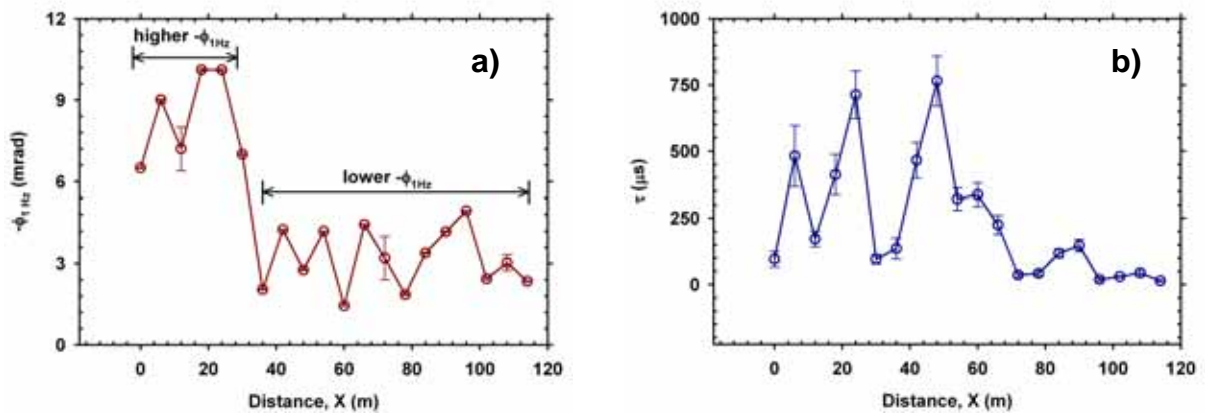 a)
higher -ϕ1Hz
lower -ϕ1Hz
12
9
6
3
0
-ϕ1 Hz (mrad)
0 20 40 60 80 100 120
Distance, X (m)
b)
1000
750
500
250
0
τ (μs)
0 20 40 60 80 100 120
Distance, X (m)